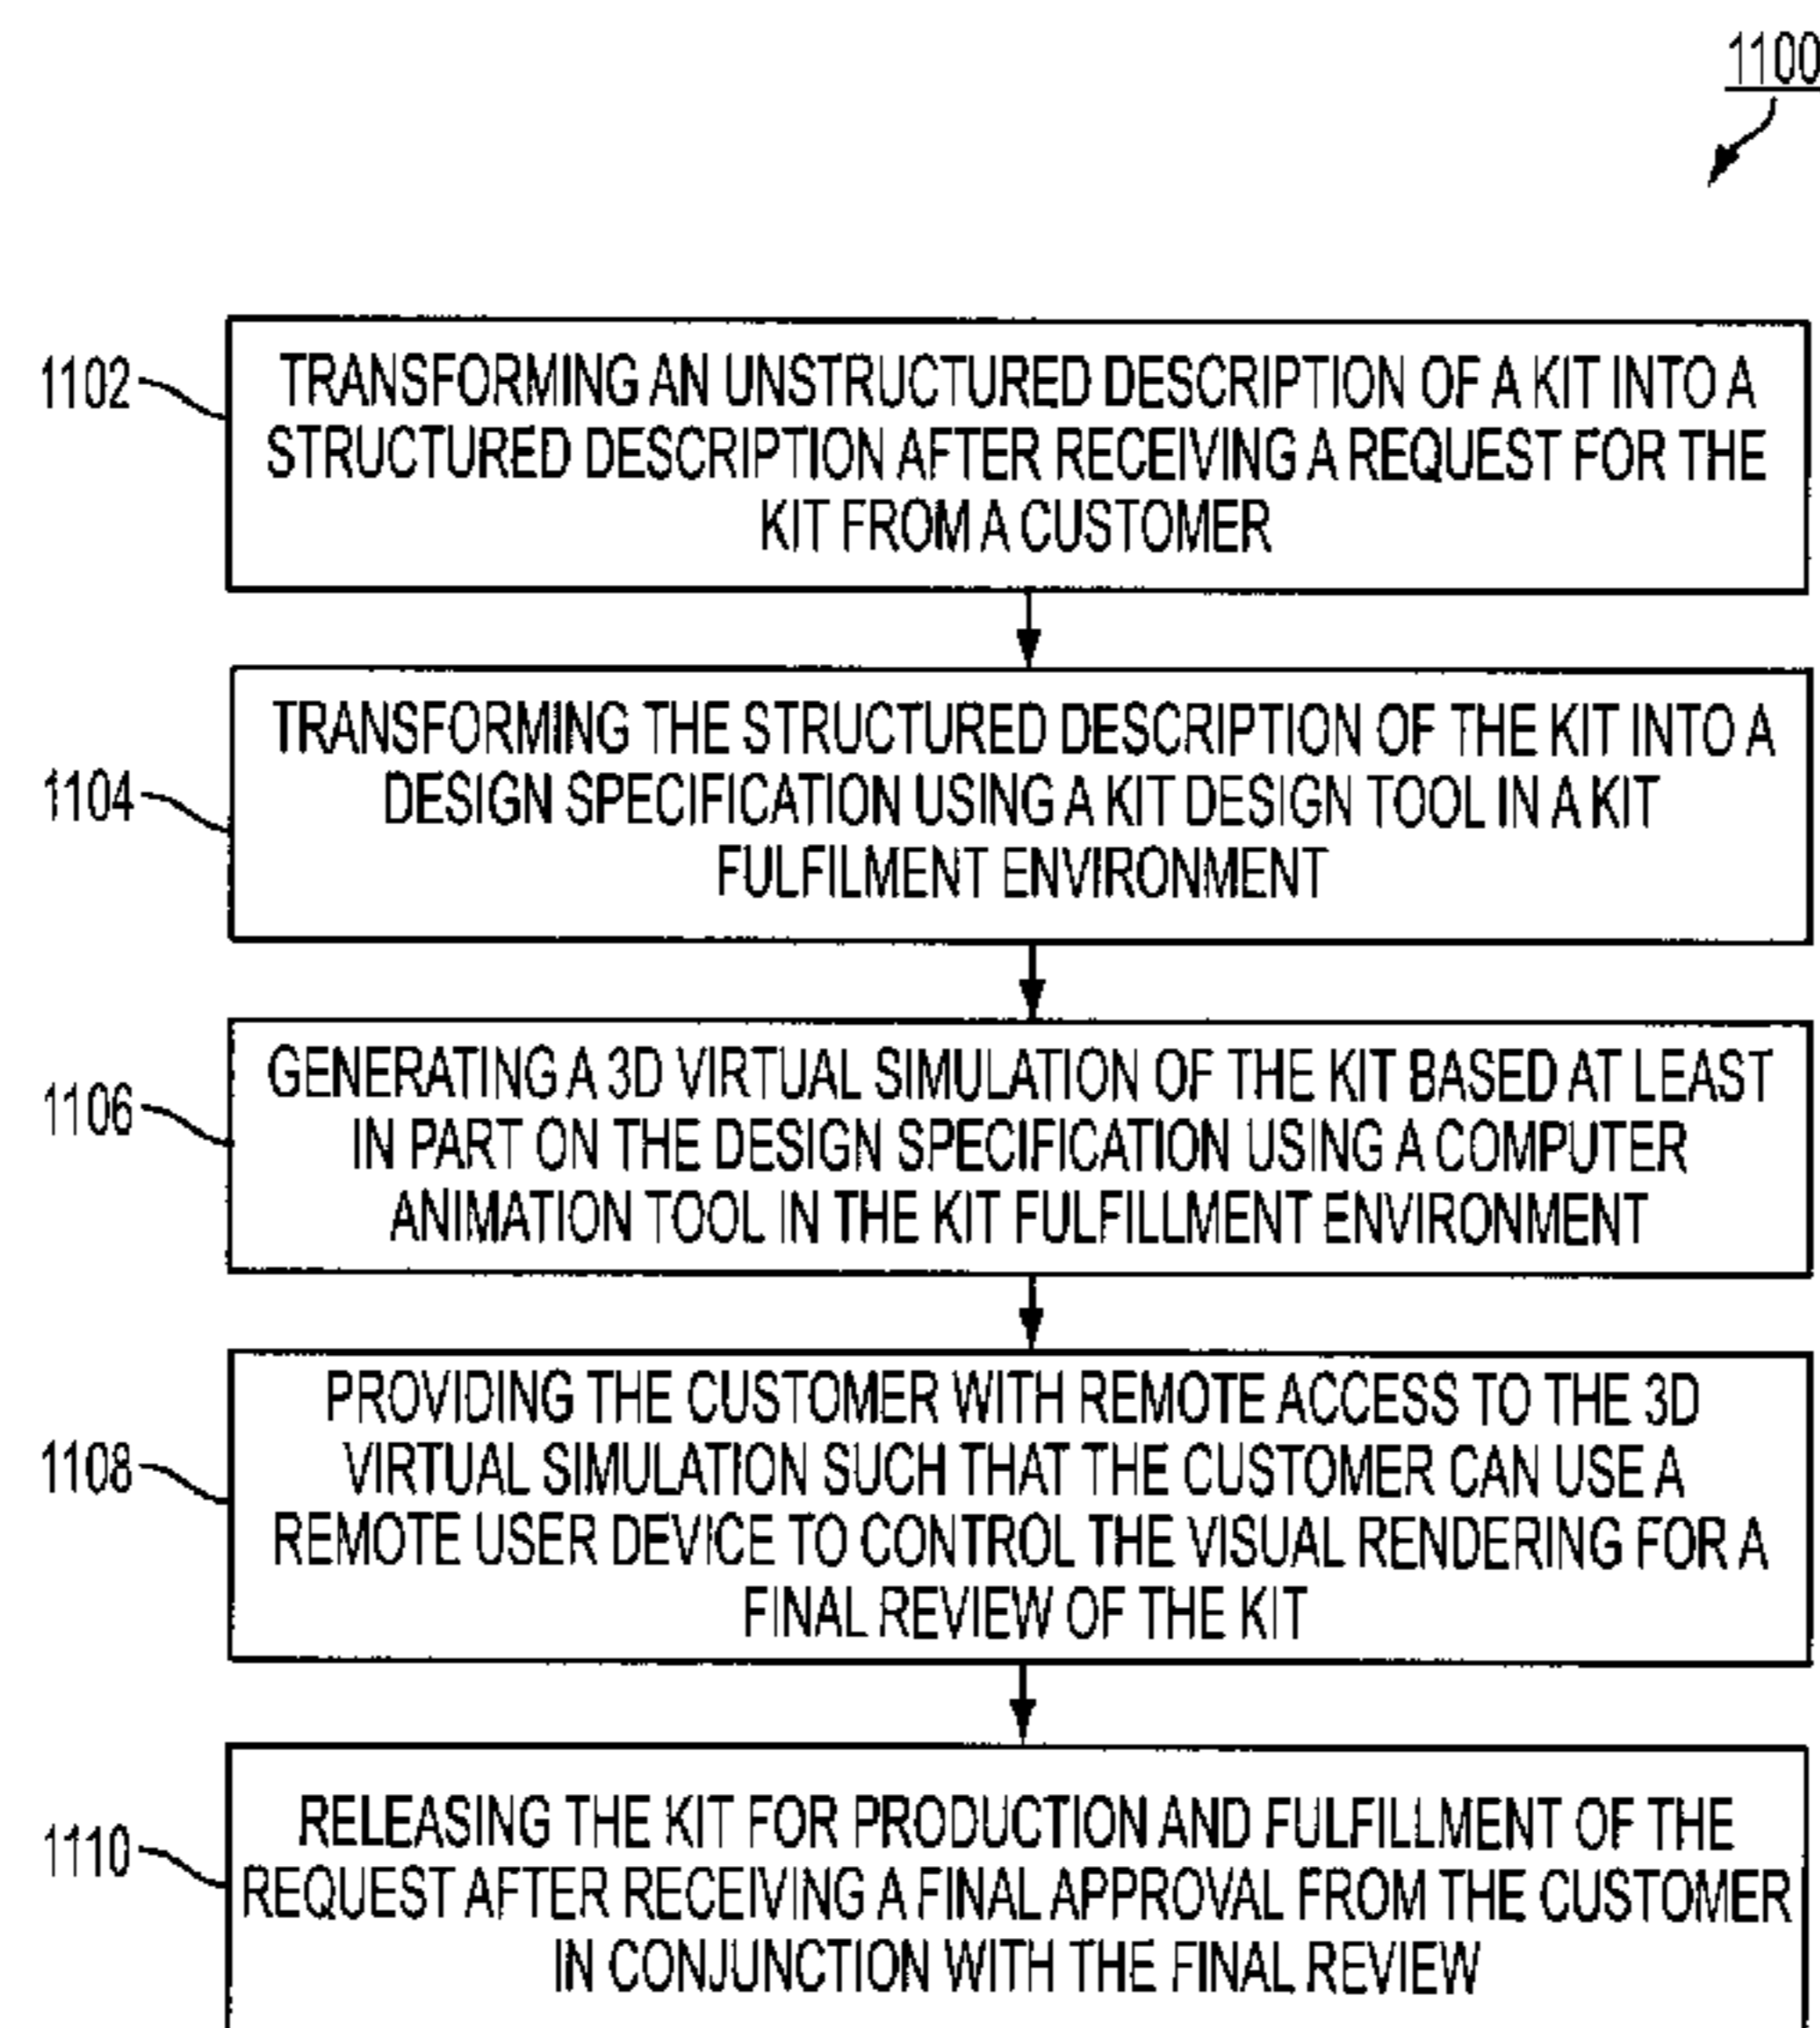 1100
1102
TRANSFORMING AN UNSTRUCTURED DESCRIPTION OF A KIT INTO A
STRUCTURED DESCRIPTION AFTER RECEIVING A REQUEST FOR THE
KIT FROM A CUSTOMER
1104
TRANSFORMING THE STRUCTURED DESCRIPTION OF THE KIT INTO A
DESIGN SPECIFICATION USING A KIT DESIGN TOOL IN A KIT
FULFILMENT ENVIRONMENT
1106
GENERATING A 3D VIRTUAL SIMULATION OF THE KIT BASED AT LEAST
IN PART ON THE DESIGN SPECIFICATION USING A COMPUTER
ANIMATION TOOL IN THE KIT FULFILLMENT ENVIRONMENT
1108
PROVIDING THE CUSTOMER WITH REMOTE ACCESS TO THE 3D
VIRTUAL SIMULATION SUCH THAT THE CUSTOMER CAN USE A
REMOTE USER DEVICE TO CONTROL THE VISUAL RENDERING FOR A
FINAL REVIEW OF THE KIT
1110
RELEASING THE KIT FOR PRODUCTION AND FULFILLMENT OF THE
REQUEST AFTER RECEIVING A FINAL APPROVAL FROM THE CUSTOMER
IN CONJUNCTION WITH THE FINAL REVIEW